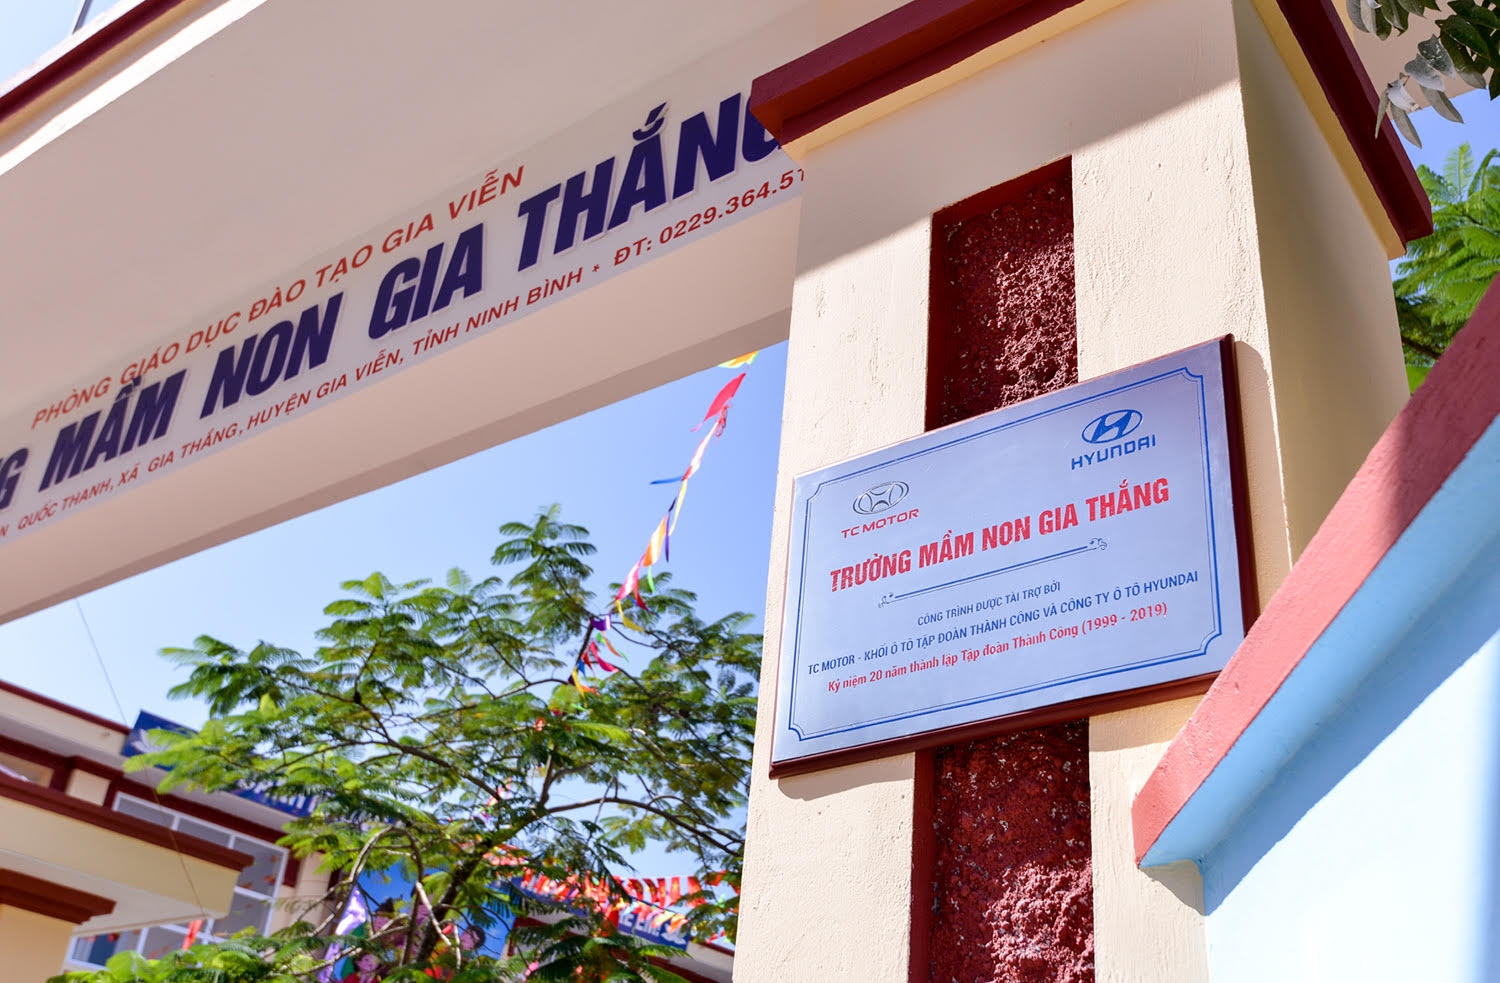 PHÒNG GIÁO DỤC ĐÀO TẠO GIA VIỄN
MẦM NON GIA THẮNG
QUỐC THANH, XÃ GIA THẮNG, HUYỆN GIA VIỄN, TỈNH NINH BÌNH * ĐT: 0229.364.51
HYUNDAI
TC MOTOR
TRƯỜNG MẦM NON GIA THẮNG
CÔNG TRÌNH ĐƯỢC TÀI TRỢ BỞI
TC MOTOR - KHỐI Ô TÔ TẬP ĐOÀN THÀNH CÔNG VÀ CÔNG TY Ô TÔ HYUNDAI
Kỷ niệm 20 năm thành lập Tập đoàn Thành Công (1999 - 2019)